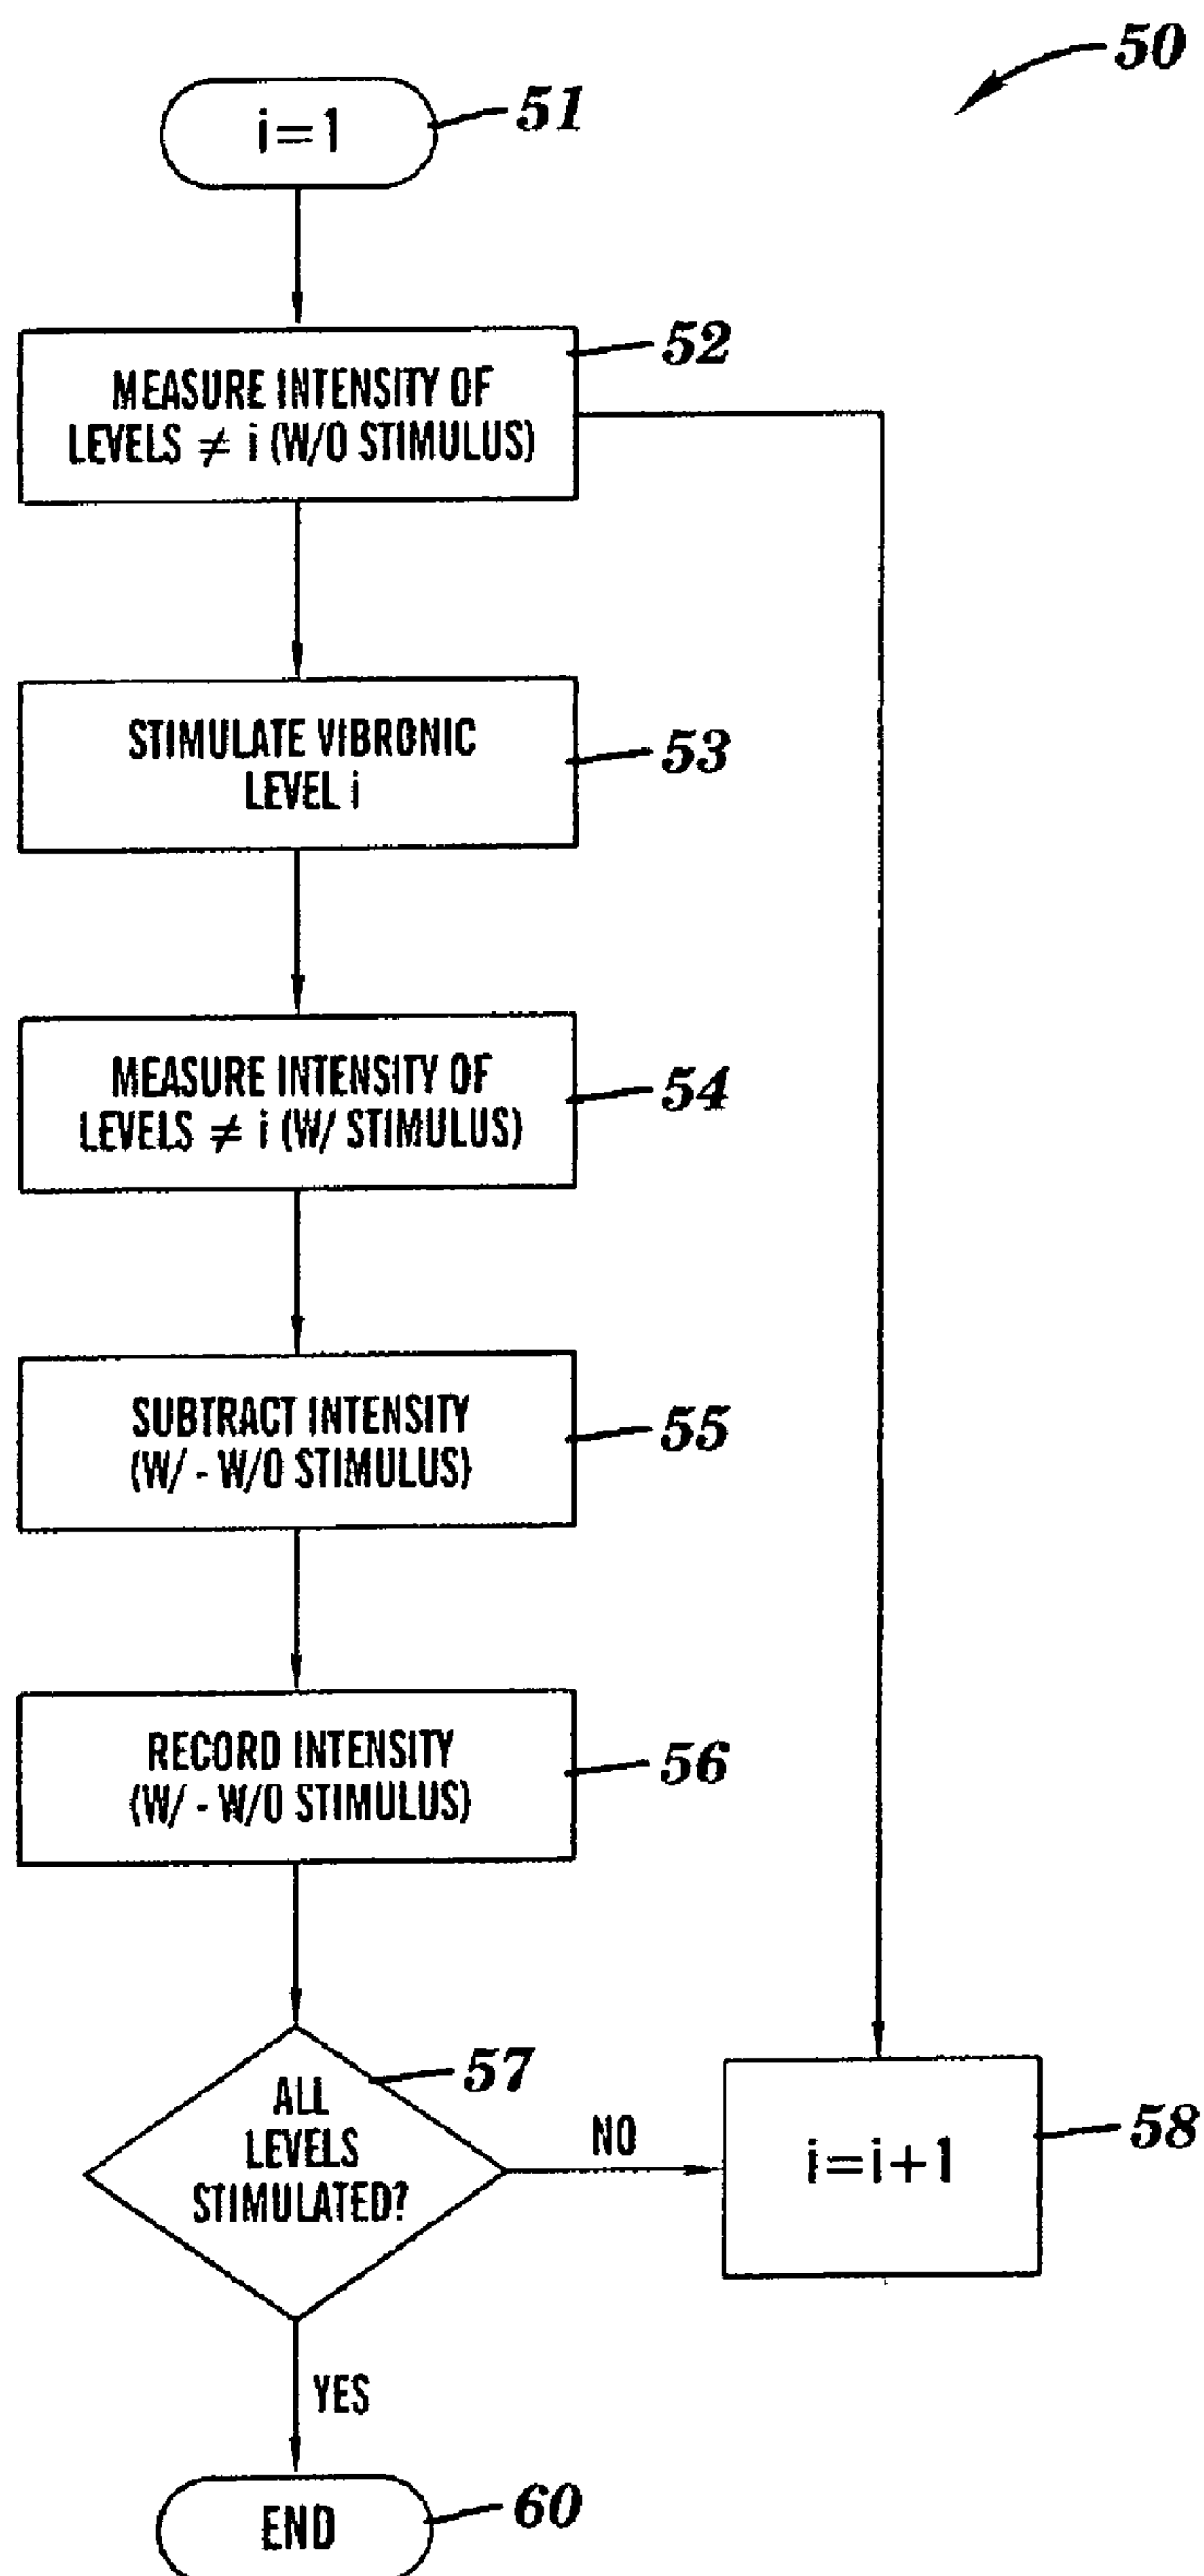 50
i=1
51
MEASURE INTENSITY OF
LEVELS ≠ i (W/O STIMULUS)
52
STIMULATE VIBRONIC
LEVEL i
53
MEASURE INTENSITY OF
LEVELS ≠ i (W/ STIMULUS)
54
SUBTRACT INTENSITY
(W/ - W/O STIMULUS)
55
RECORD INTENSITY
(W/ - W/O STIMULUS)
56
ALL
LEVELS
STIMULATED?
57
NO
i=i+1
58
YES
END
60